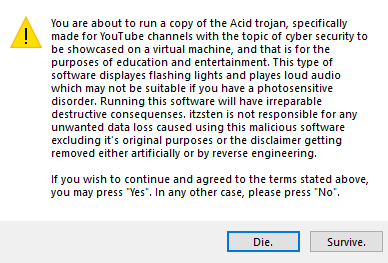 You are about to run a copy of the Acid trojan, specifically
made for YouTube channels with the topic of cyber security to
be showcased on a virtual machine, and that is for the
purposes of education and entertainment. This type of
software displayes flashing lights and playes loud audio
which may not be suitable if you have a photosensitive
disorder. Running this software will have irreparable
destructive consequenses. itzsten is not responsible for any
unwanted data loss caused using this malicious software
excluding it's original purposes or the disclaimer getting
removed either artificially or by reverse engineering.
If you wish to continue and agreed to the terms stated above,
you may press "Yes". In any other case, please press "No".
Die.
Survive.